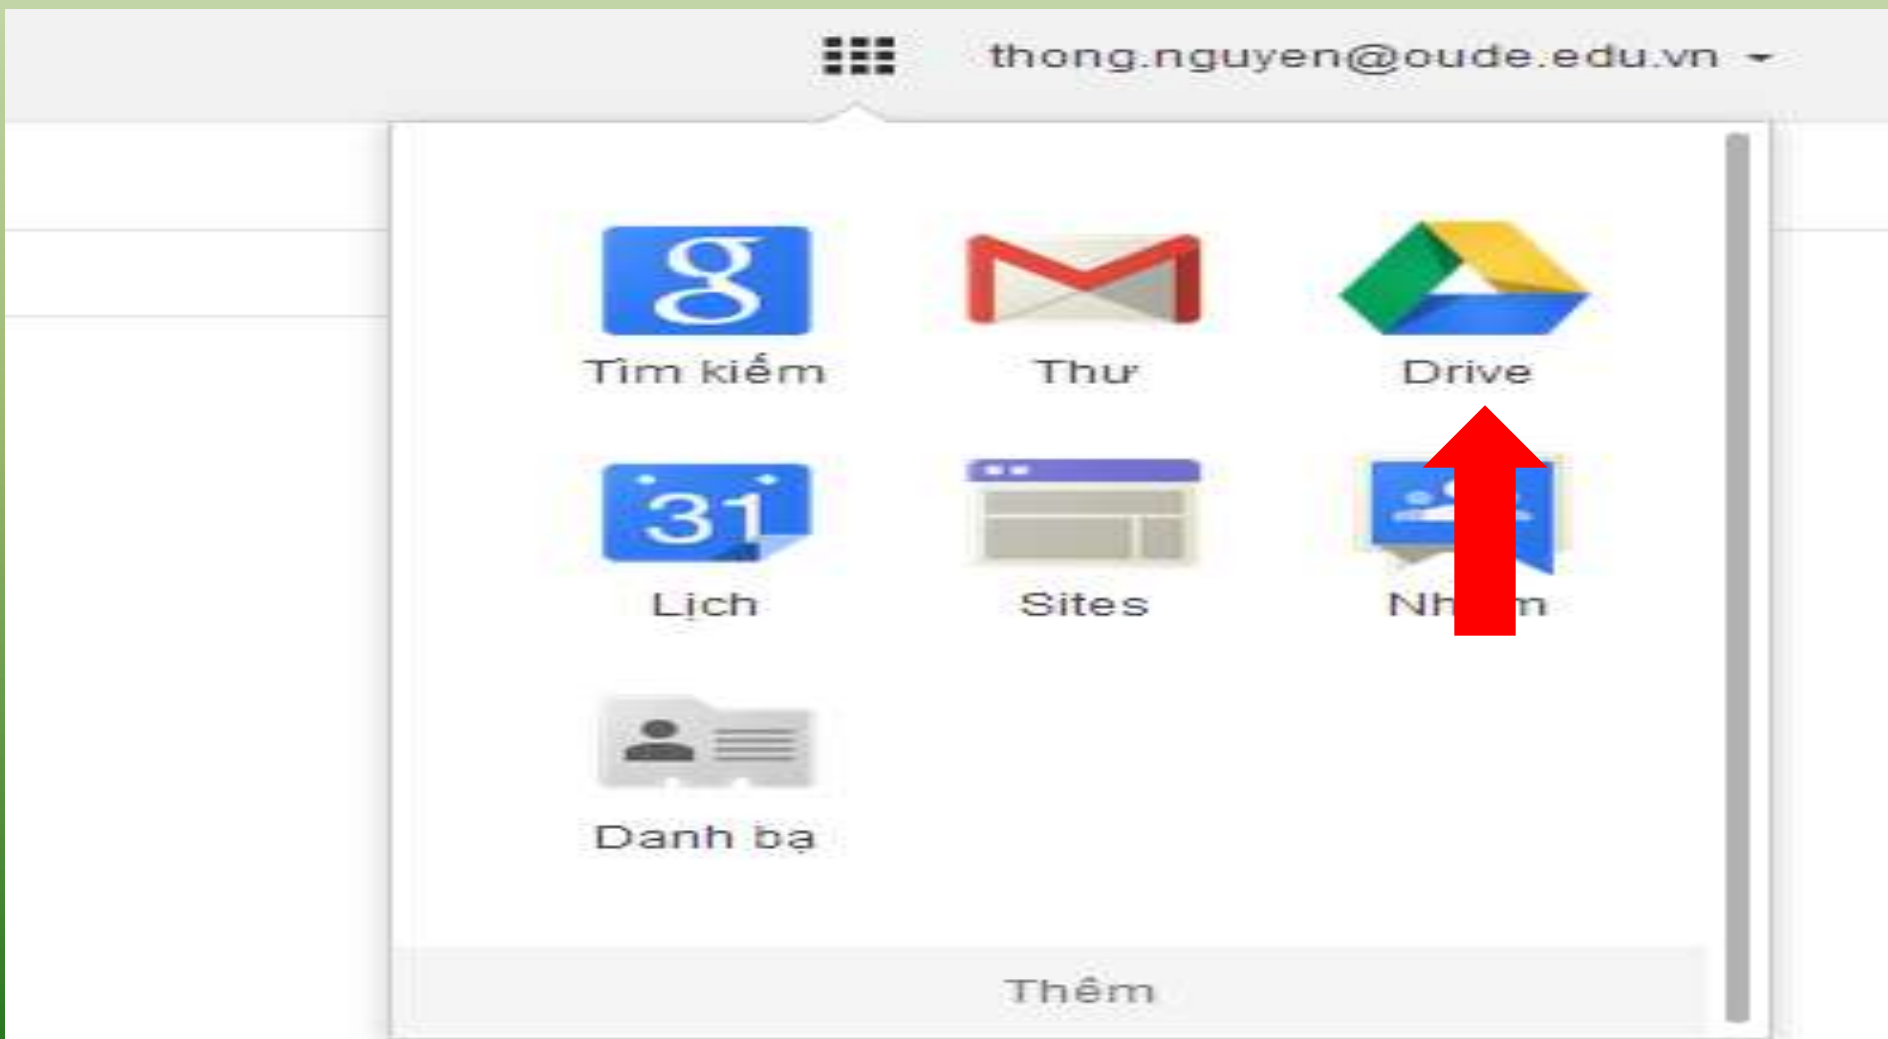 thong.nguyen@oude.edu.vn
g
Tìm kiếm Thư Drive
31
Lịch Sites
Danh bạ
Thêm